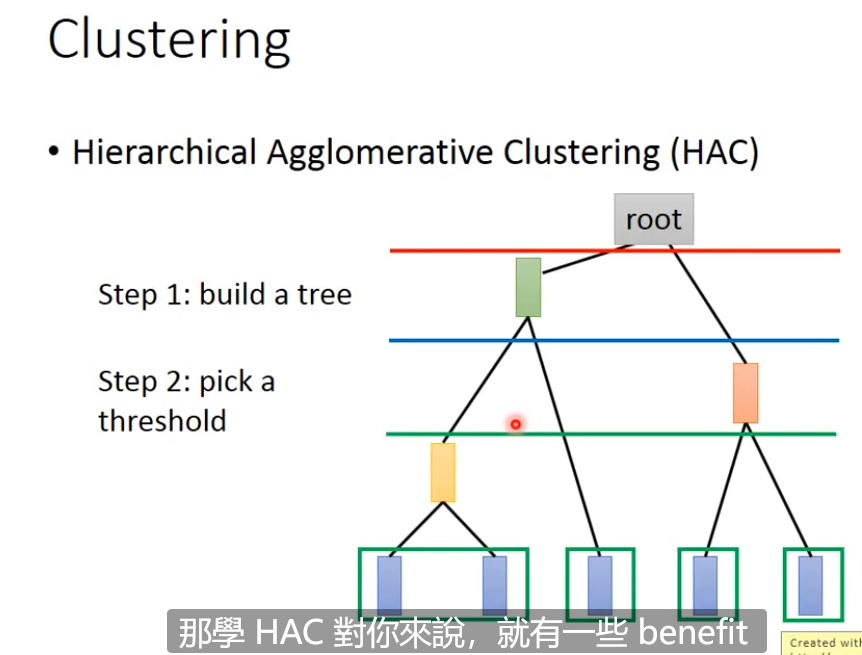 Clustering
• Hierarchical Agglomerative Clustering (HAC)
root
Step 1: build a tree
Step 2: pick a
threshold
那學 HAC 對你來說，就有一些 benefit
Created with